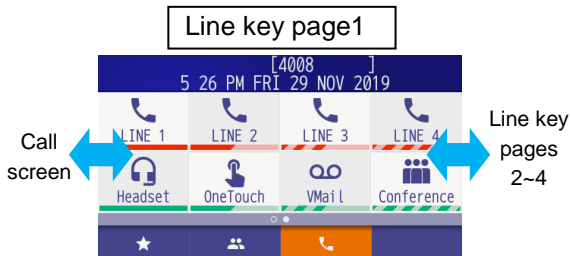 Line key page1
[4008 ]
5 26 PM FRI 29 NOV 2019
LINE 1 LINE 2 LINE 3 LINE 4
Call
screen
Line key
pages
2~4
Headset OneTouch VMail Conference